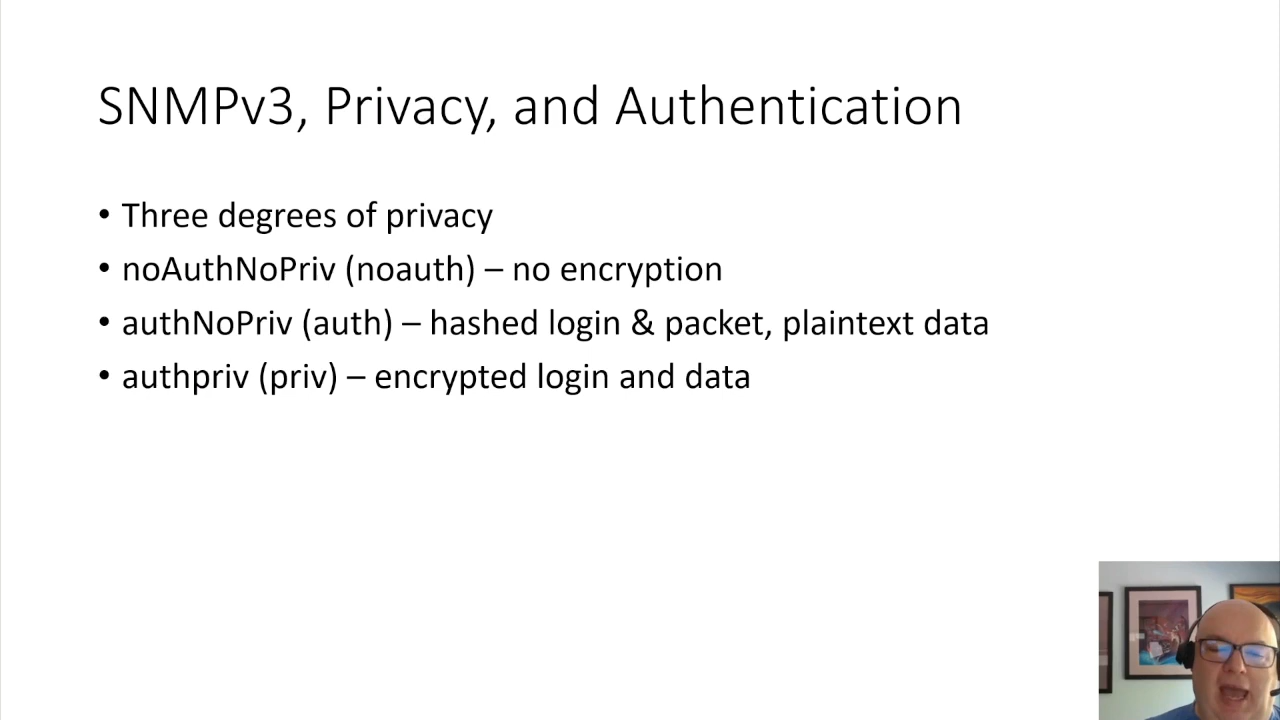 SNMPv3, Privacy, and Authentication
• Three degrees of privacy
• noAuthNoPriv (noauth) – no encryption
• authNoPriv (auth) – hashed login & packet, plaintext data
• authpriv (priv) – encrypted login and data